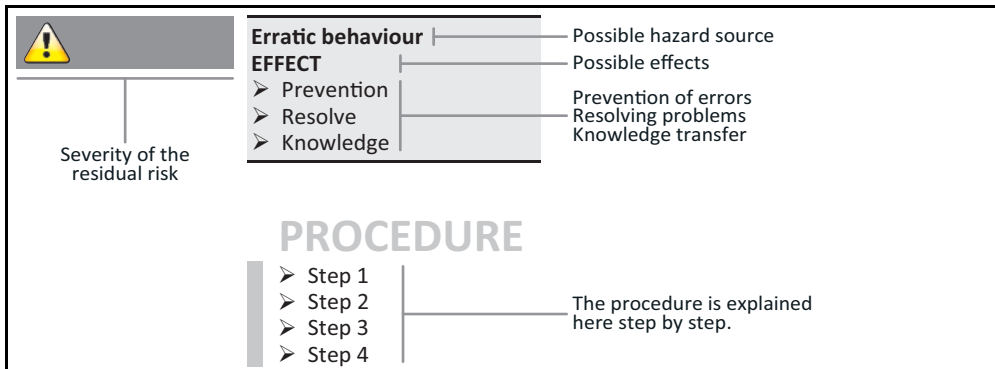 Erratic behaviour
Possible hazard source
EFFECT
Possible effects
Prevention
Resolve
Knowledge
Prevention of errors
Resolving problems
Knowledge transfer
Severity of the
residual risk
PROCEDURE
Step 1
Step 2
Step 3
Step 4
The procedure is explained
here step by step.